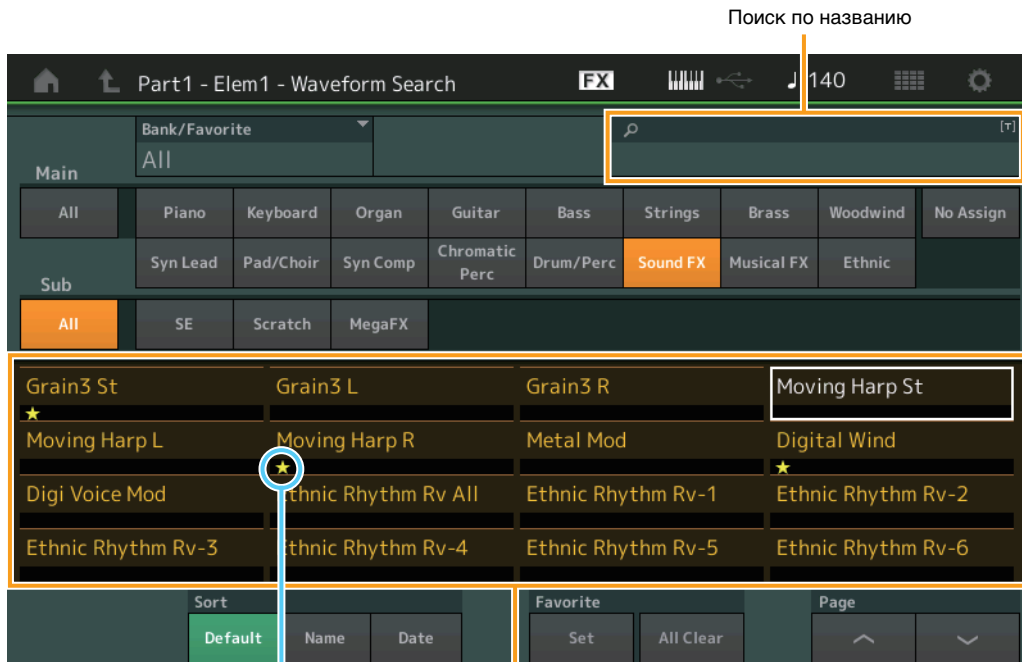 Поиск по названию
Part1 - Elem1 - Waveform Search FX ♩ 140
Bank/Favorite [T]
All
Main
All Piano Keyboard Organ Guitar Bass Strings Brass Woodwind No Assign
Syn Lead Pad/Choir Syn Comp Chromatic Perc Drum/Perc Sound FX Musical FX Ethnic
Sub
All SE Scratch MegaFX
Grain3 St Grain3 L Grain3 R Moving Harp St
Moving Harp L Moving Harp R Metal Mod Digital Wind
Digi Voice Mod Ethnic Rhythm Rv All Ethnic Rhythm Rv-1 Ethnic Rhythm Rv-2
Ethnic Rhythm Rv-3 Ethnic Rhythm Rv-4 Ethnic Rhythm Rv-5 Ethnic Rhythm Rv-6
Sort Favorite Page
Default Name Date Set All Clear